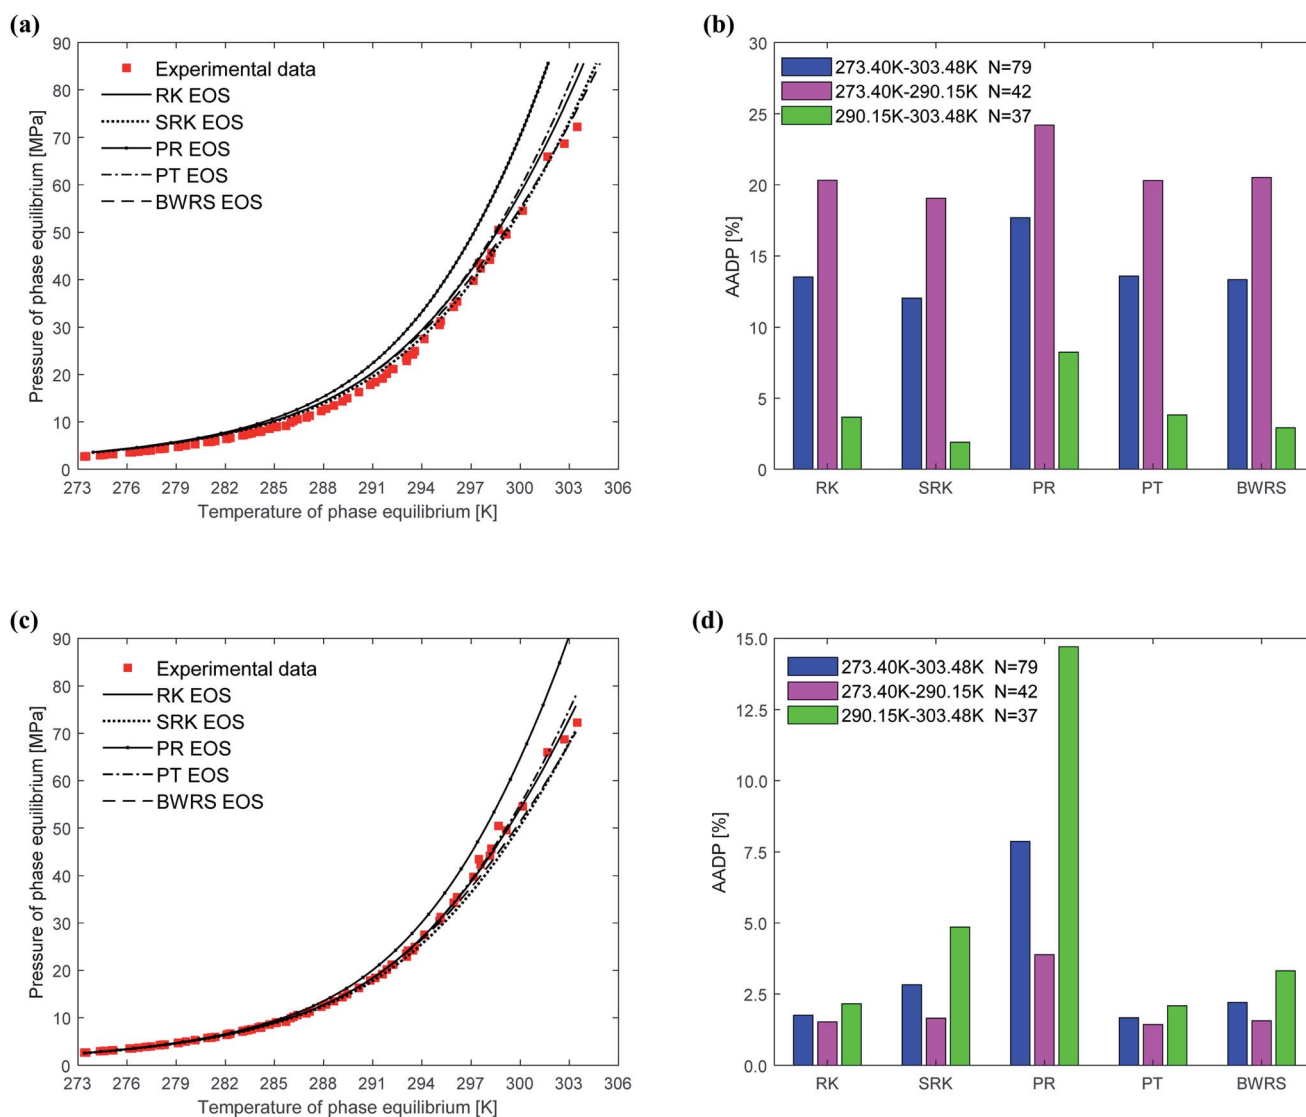 (a)
90
80
70
60
50
40
30
20
10
0
Pressure of phase equilibrium [MPa]
Experimental data
RK EOS
SRK EOS
PR EOS
PT EOS
BWRS EOS
273 276 279 282 285 288 291 294 297 300 303 306
Temperature of phase equilibrium [K]
(b)
30
25
20
15
10
5
0
AADP [%]
273.40K-303.48K N=79
273.40K-290.15K N=42
290.15K-303.48K N=37
RK SRK PR PT BWRS
(c)
90
80
70
60
50
40
30
20
10
0
Pressure of phase equilibrium [MPa]
Experimental data
RK EOS
SRK EOS
PR EOS
PT EOS
BWRS EOS
273 276 279 282 285 288 291 294 297 300 303 306
Temperature of phase equilibrium [K]
(d)
15.0
12.5
10.0
7.5
5.0
2.5
0.0
AADP [%]
273.40K-303.48K N=79
273.40K-290.15K N=42
290.15K-303.48K N=37
RK SRK PR PT BWRS